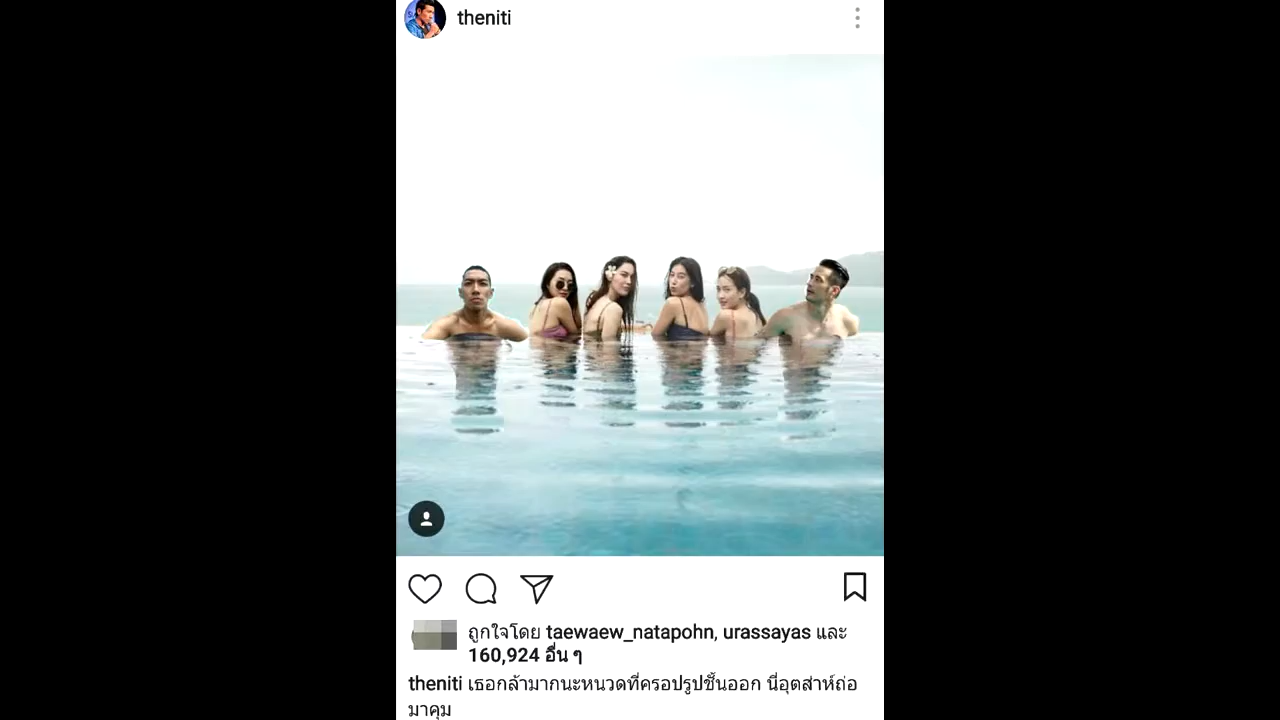 theniti
ถูกใจโดย taewaew_natapohn, urassayas และ
160,924 อื่น ๆ
theniti เธอกล้ามากนะหนวดที่ครอปรูปชึ้นออก นี่อุตส่าห์ถ่อ
มาคุม